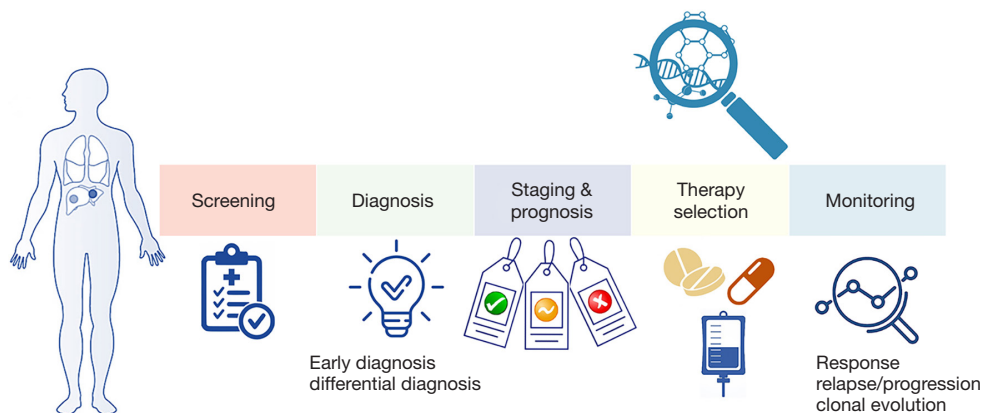 Screening
Diagnosis
Staging &
prognosis
Therapy
selection
Monitoring
Early diagnosis
differential diagnosis
Response
relapse/progression
clonal evolution